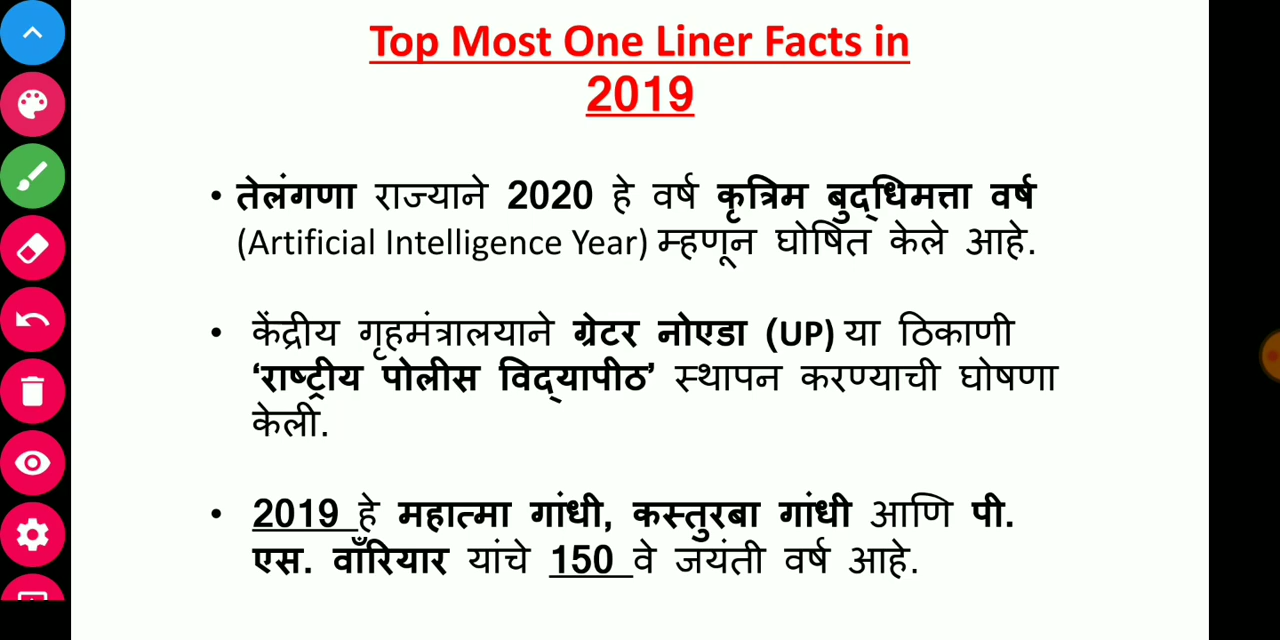 Top Most One Liner Facts in
2019
• तेलंगणा राज्याने 2020 हे वर्ष कृत्रिम बुद्धिमत्ता वर्ष
(Artificial Intelligence Year) म्हणून घोषित केले आहे.
• केंद्रीय गृहमंत्रालयाने ग्रेटर नोएडा (UP) या ठिकाणी
‘राष्ट्रीय पोलीस विद्यापीठ’ स्थापन करण्याची घोषणा
केली.
• 2019 हे महात्मा गांधी, कस्तुरबा गांधी आणि पी.
एस. वाँरियार यांचे 150 वे जयंती वर्ष आहे.